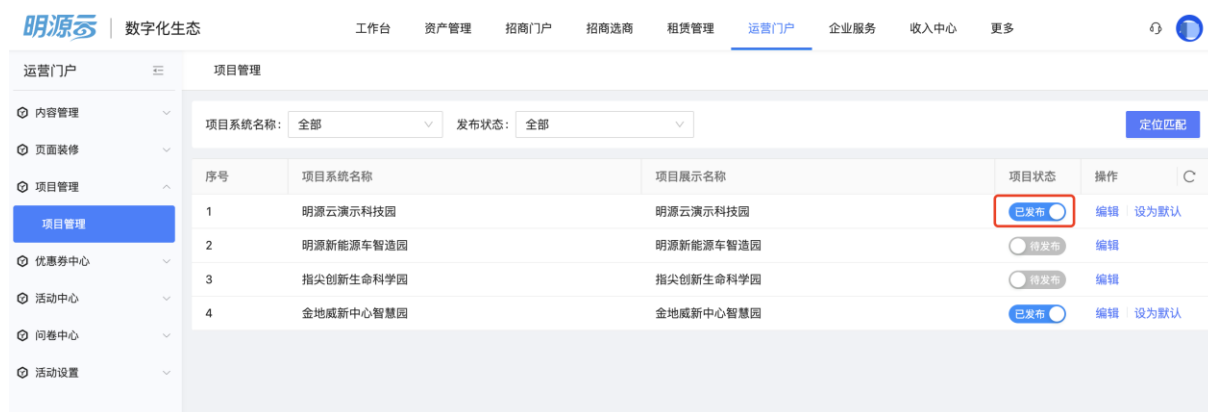 明源云 数字化生态 工作台 资产管理 招商门户 招商选商 租赁管理 运营门户 企业服务 收入中心 更多
运营门户 项目管理
内容管理
项目系统名称: 全部 发布状态: 全部 定位匹配
页面装修
项目管理
序号 项目系统名称 项目展示名称 项目状态 操作
项目管理
1 明源云演示科技园 明源云演示科技园 已发布 编辑 设为默认
2 明源新能源车智造园 明源新能源车智造园 待发布 编辑
优惠券中心
3 指尖创新生命科学园 指尖创新生命科学园 待发布 编辑
活动中心
4 金地威新中心智慧园 金地威新中心智慧园 已发布 编辑 设为默认
问卷中心
活动设置